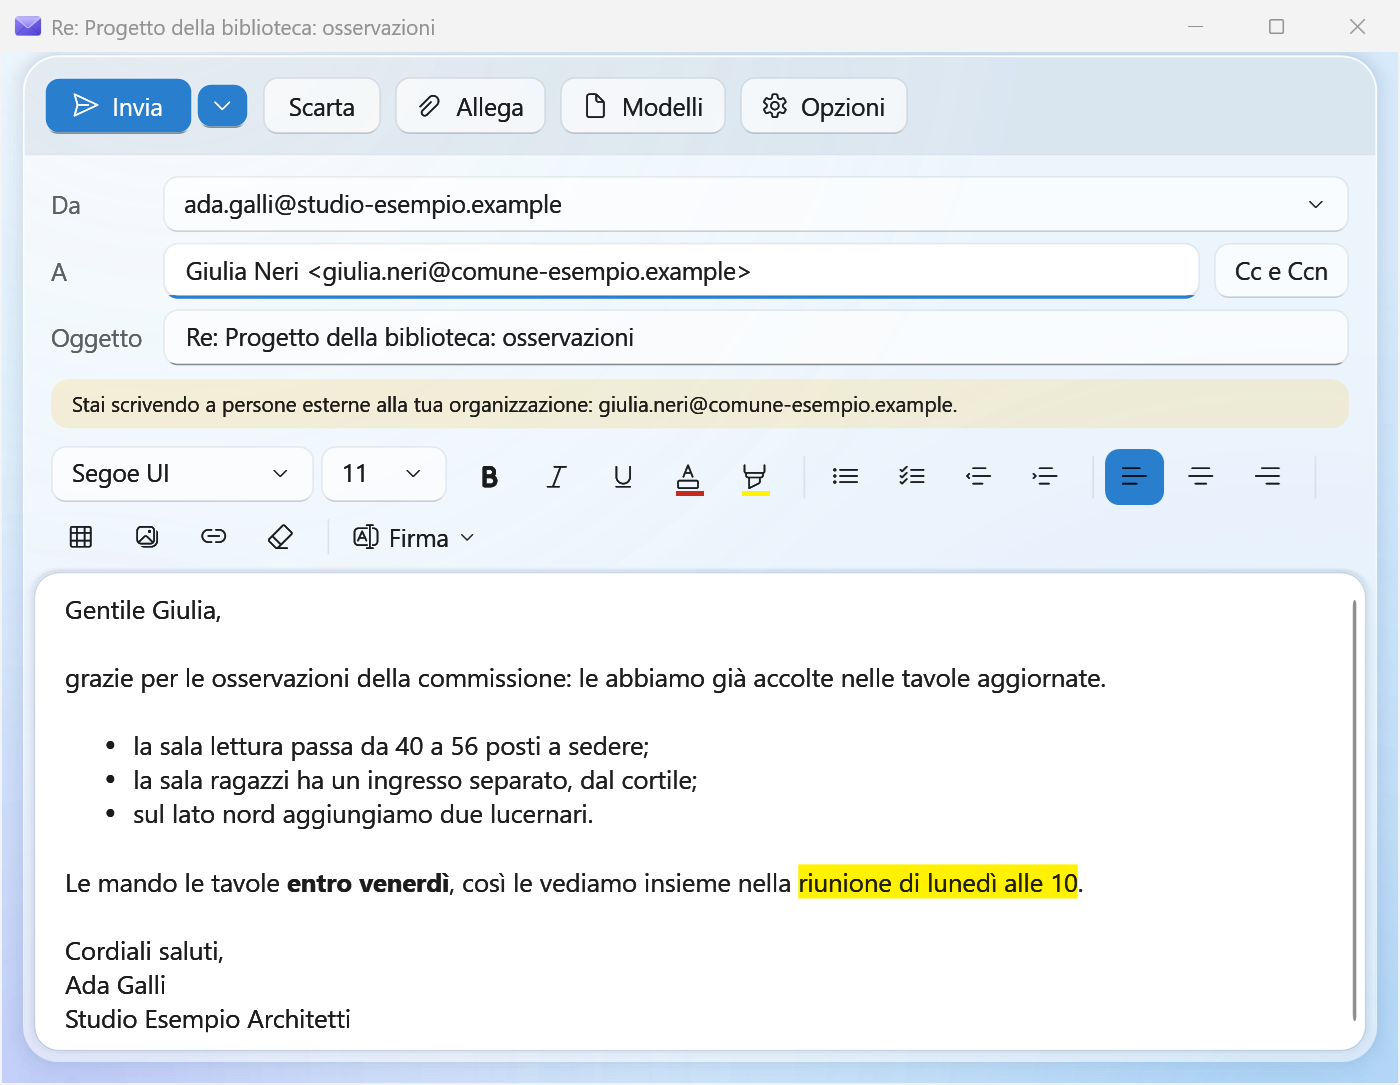 Re: Progetto della biblioteca: osservazioni
Invia
Scarta
Allega
Modelli
Opzioni
Da
ada.galli@studio-esempio.example
A
Giulia Neri <giulia.neri@comune-esempio.example>
Cc e Ccn
Oggetto
Re: Progetto della biblioteca: osservazioni
Stai scrivendo a persone esterne alla tua organizzazione: giulia.neri@comune-esempio.example.
Segoe UI
11
Firma
Gentile Giulia,
grazie per le osservazioni della commissione: le abbiamo già accolte nelle tavole aggiornate.
• la sala lettura passa da 40 a 56 posti a sedere;
• la sala ragazzi ha un ingresso separato, dal cortile;
• sul lato nord aggiungiamo due lucernari.
Le mando le tavole entro venerdì, così le vediamo insieme nella riunione di lunedì alle 10.
Cordiali saluti,
Ada Galli
Studio Esempio Architetti